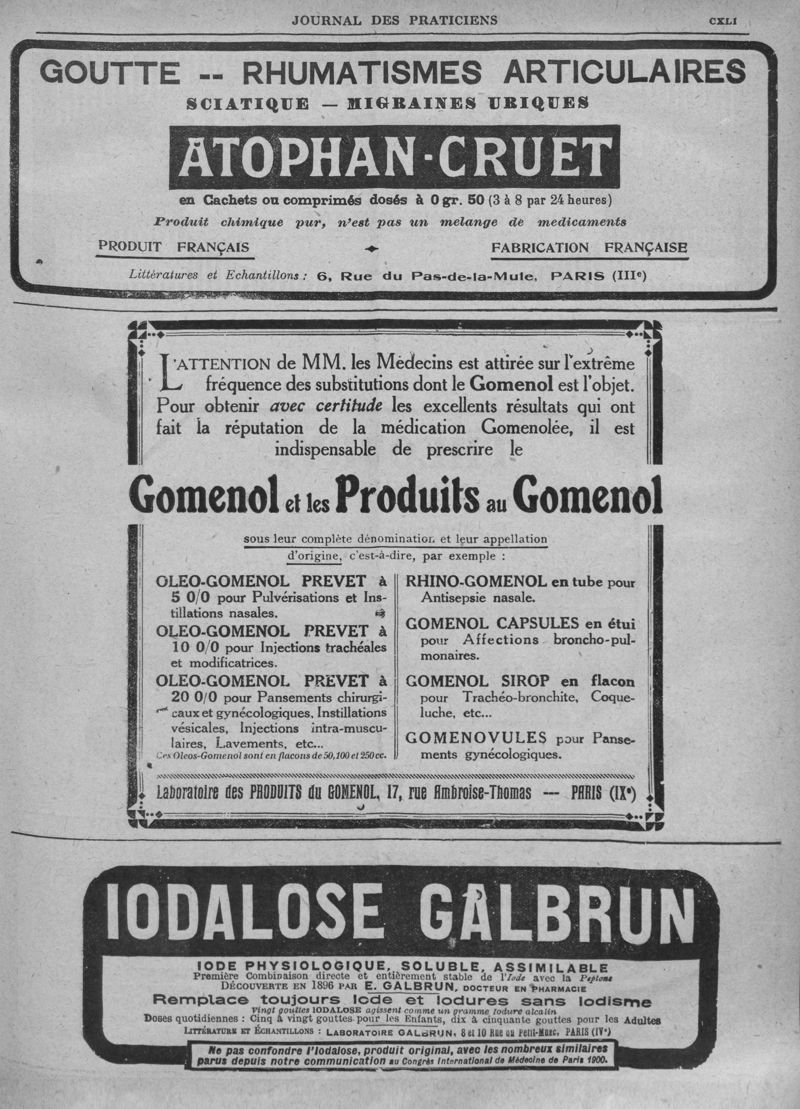 JOURNAL DES PRATICIENS CXLI
GOUTTE -- RHUMATISMES ARTICULAIRES
SCIATIQUE — MIGRAINES URIQUES
ATOPHAN-CRUET
en Cachets ou comprimés dosés à 0 gr. 50 (3 à 8 par 24 heures)
Produit chimique pur, n'est pas un melange de medicaments
PRODUIT FRANÇAIS FABRICATION FRANÇAISE
Littératures et Echantillons : 6, Rue du Pas-de-la-Mule, PARIS (IIIe)
L'ATTENTION de MM. les Médecins est attirée sur l'extrême
fréquence des substitutions dont le Gomenol est l'objet.
Pour obtenir avec certitude les excellents résultats qui ont
fait la réputation de la médication Gomenolée, il est
indispensable de prescrire le
Gomenol et les Produits au Gomenol
sous leur complète dénomination et leur appellation
d'origine, c'est-à-dire, par exemple :
OLEO-GOMENOL PREVET à
5 0/0 pour Pulvérisations et Ins-
tillations nasales.
OLEO-GOMENOL PREVET à
10 0/0 pour Injections trachéales
et modificatrices.
OLEO-GOMENOL PREVET à
20 0/0 pour Pansements chirurgi-
caux et gynécologiques, Instillations
vésicales, Injections intra-muscu-
laires, Lavements, etc...
Ces Oleos-Gomenol sont en flacons de 50, 100 et 250 cc.
RHINO-GOMENOL en tube pour
Antisepsie nasale.
GOMENOL CAPSULES en étui
pour Affections broncho-pul-
monaires.
GOMENOL SIROP en flacon
pour Trachéo-bronchite, Coque-
luche, etc...
GOMENOVULES pour Panse-
ments gynécologiques.
Laboratoire des PRODUITS du GOMENOL, 17, rue Ambroise-Thomas — PARIS (IXe)
IODALOSE GALBRUN
IODE PHYSIOLOGIQUE, SOLUBLE, ASSIMILABLE
Première Combinaison directe et entièrement stable de l'Iode avec la Peptone
DÉCOUVERTE EN 1896 PAR E. GALBRUN, DOCTEUR EN PHARMACIE
Remplace toujours Iode et Iodures sans Iodisme
Vingt gouttes IODALOSE agissent comme un gramme Iodure alcalin
Doses quotidiennes : Cinq à vingt gouttes pour les Enfants, dix à cinquante gouttes pour les Adultes
LITTÉRATURE ET ÉCHANTILLONS : LABORATOIRE GALBRUN, 8 et 10 Rue du Petit-Musc, PARIS (IVe)
Ne pas confondre l'Iodalose, produit original, avec les nombreux similaires
parus depuis notre communication au Congrès International de Médecine de Paris 1900.